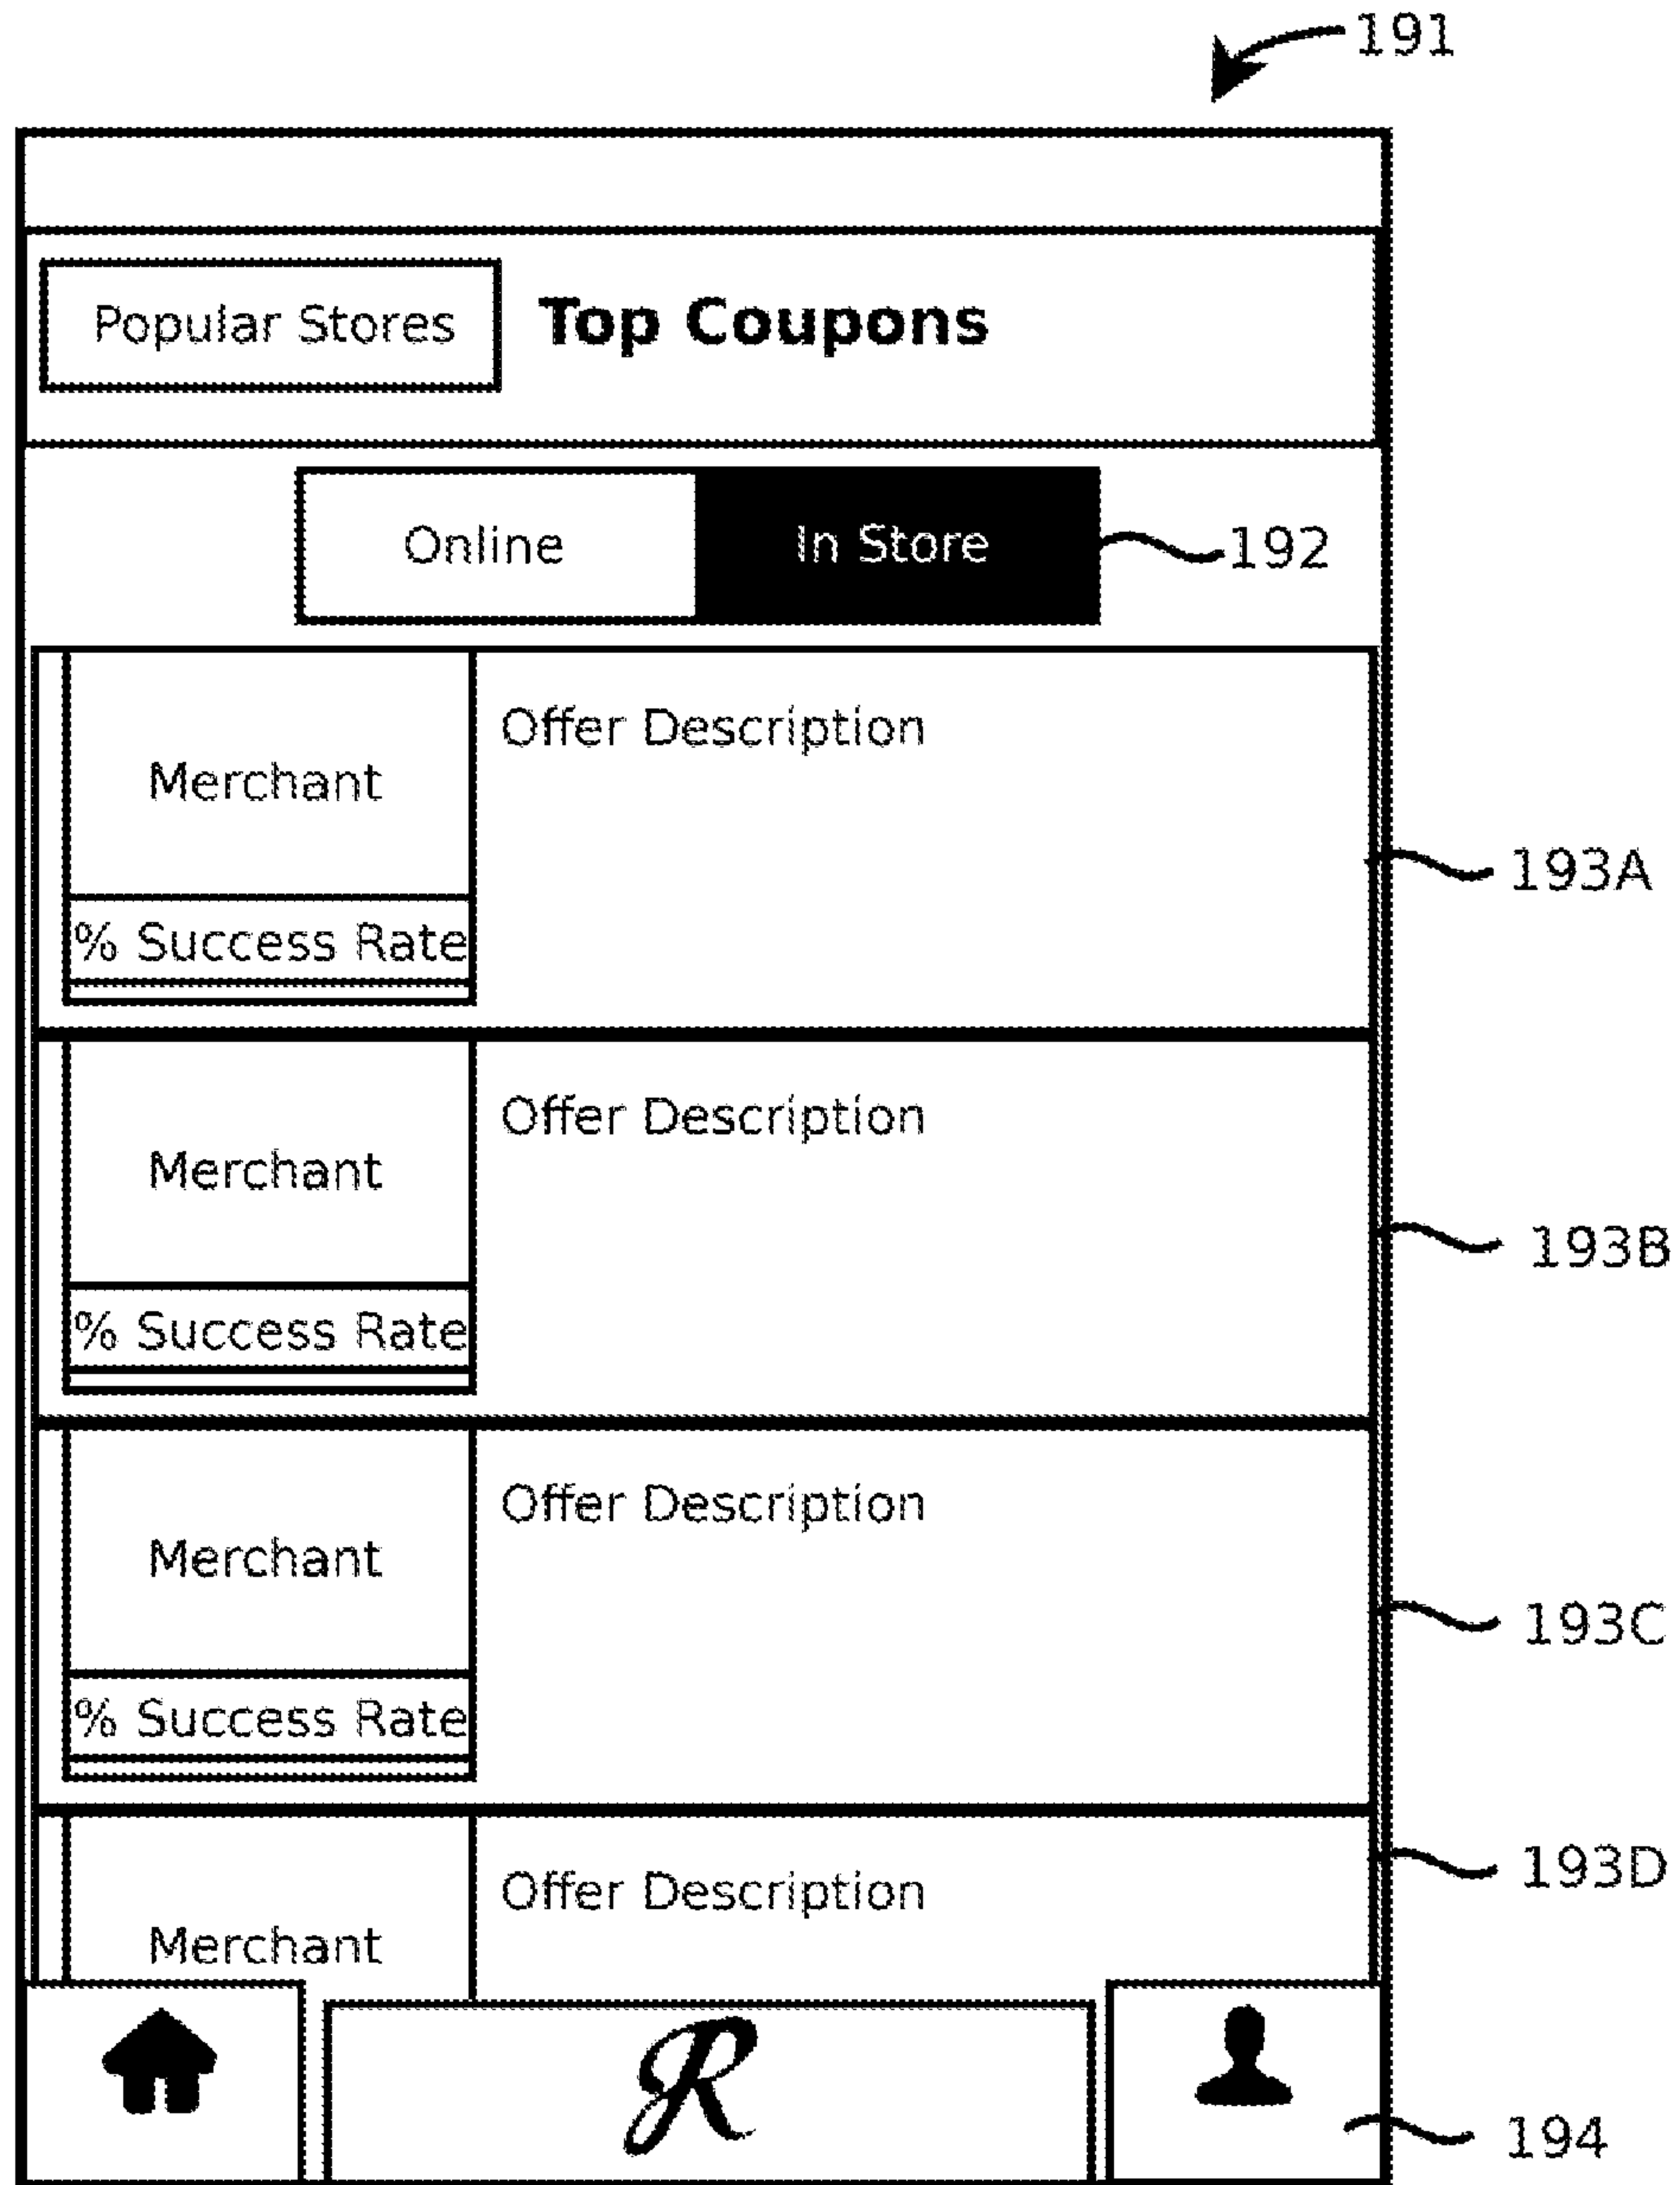 191
Popular Stores Top Coupons
Online In Store 192
Offer Description
Merchant
193A
% Success Rate
Offer Description
Merchant
193B
% Success Rate
Offer Description
Merchant
193C
% Success Rate
193D
Offer Description
Merchant
R
194